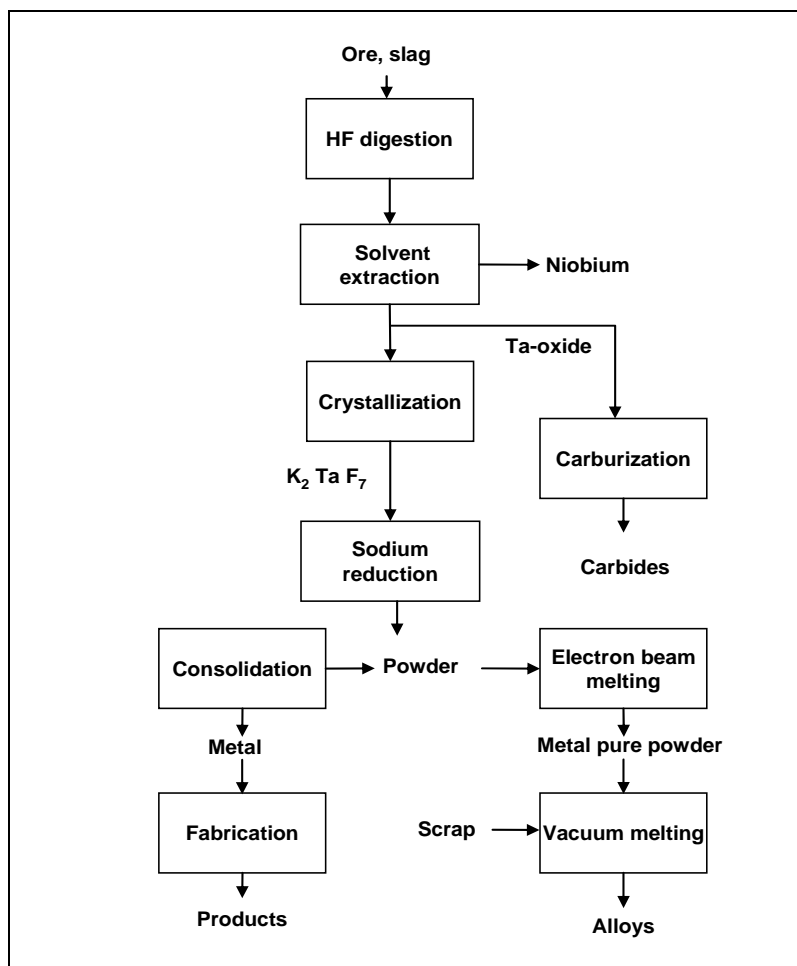 Ore, slag
HF digestion
Solvent
extraction
Niobium
Ta-oxide
Crystallization
Carburization
K₂ Ta F₇
Carbides
Sodium
reduction
Consolidation
Powder
Electron beam
melting
Metal
Metal pure powder
Fabrication
Scrap
Vacuum melting
Products
Alloys